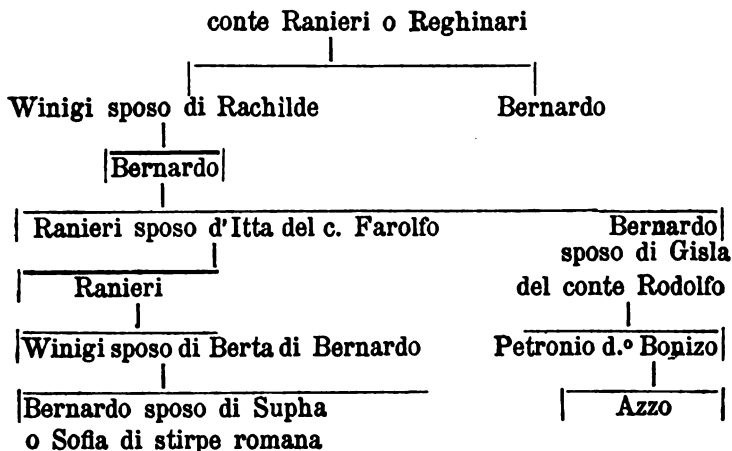 conte Ranieri o Reghinari
Winigi sposo di Rachilde Bernardo
Bernardo
Ranieri sposo d'Itta del c. Farolfo Bernardo
sposo di Gisla
Ranieri del conte Rodolfo
Winigi sposo di Berta di Bernardo Petronio d.º Bonizo
Bernardo sposo di Supha Azzo
o Sofia di stirpe romana